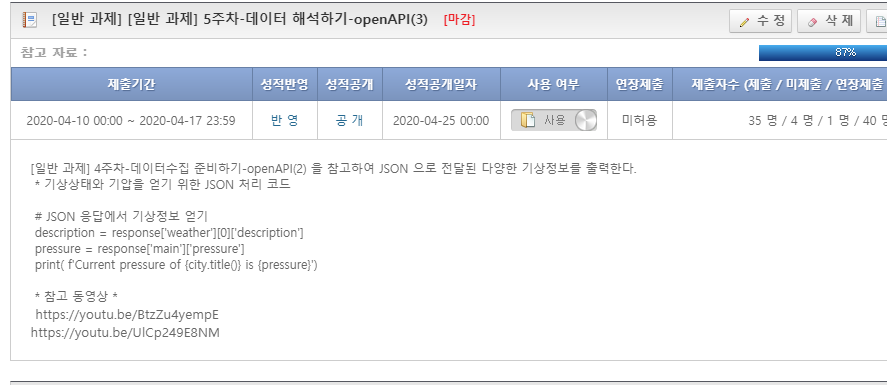 [일반 과제] [일반 과제] 5주차-데이터 해석하기-openAPI(3) [마감]
수 정
삭 제
참고 자료 :
87%
제출기간 성적반영 성적공개 성적공개일자 사용 여부 연장제출 제출자수 (제출 / 미제출 / 연장제출
2020-04-10 00:00 ~ 2020-04-17 23:59 반 영 공 개 2020-04-25 00:00 사용 미허용 35 명 / 4 명 / 1 명 / 40
[일반 과제] 4주차-데이터수집 준비하기-openAPI(2) 을 참고하여 JSON 으로 전달된 다양한 기상정보를 출력한다.
* 기상상태와 기압을 얻기 위한 JSON 처리 코드
# JSON 응답에서 기상정보 얻기
description = response['weather'][0]['description']
pressure = response['main']['pressure']
print( f'Current pressure of {city.title()} is {pressure}')
* 참고 동영상 *
https://youtu.be/BtzZu4yempE
https://youtu.be/UlCp249E8NM